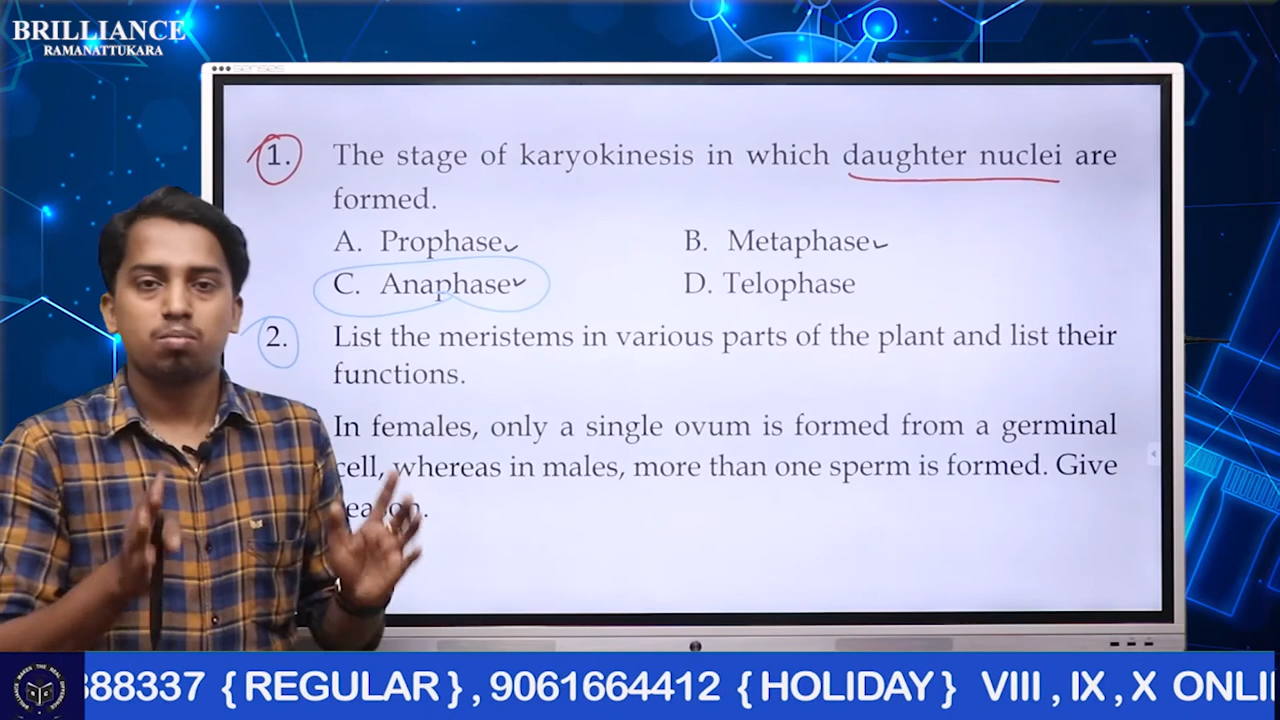 BRILLIANCE
RAMANATTUKARA
1. The stage of karyokinesis in which daughter nuclei are
formed.
A. Prophase
B. Metaphase
C. Anaphase
D. Telophase
2. List the meristems in various parts of the plant and list their
functions.
In females, only a single ovum is formed from a germinal
cell, whereas in males, more than one sperm is formed. Give
888337 { REGULAR } , 9061664412 { HOLIDAY } VIII , IX , X ONLI